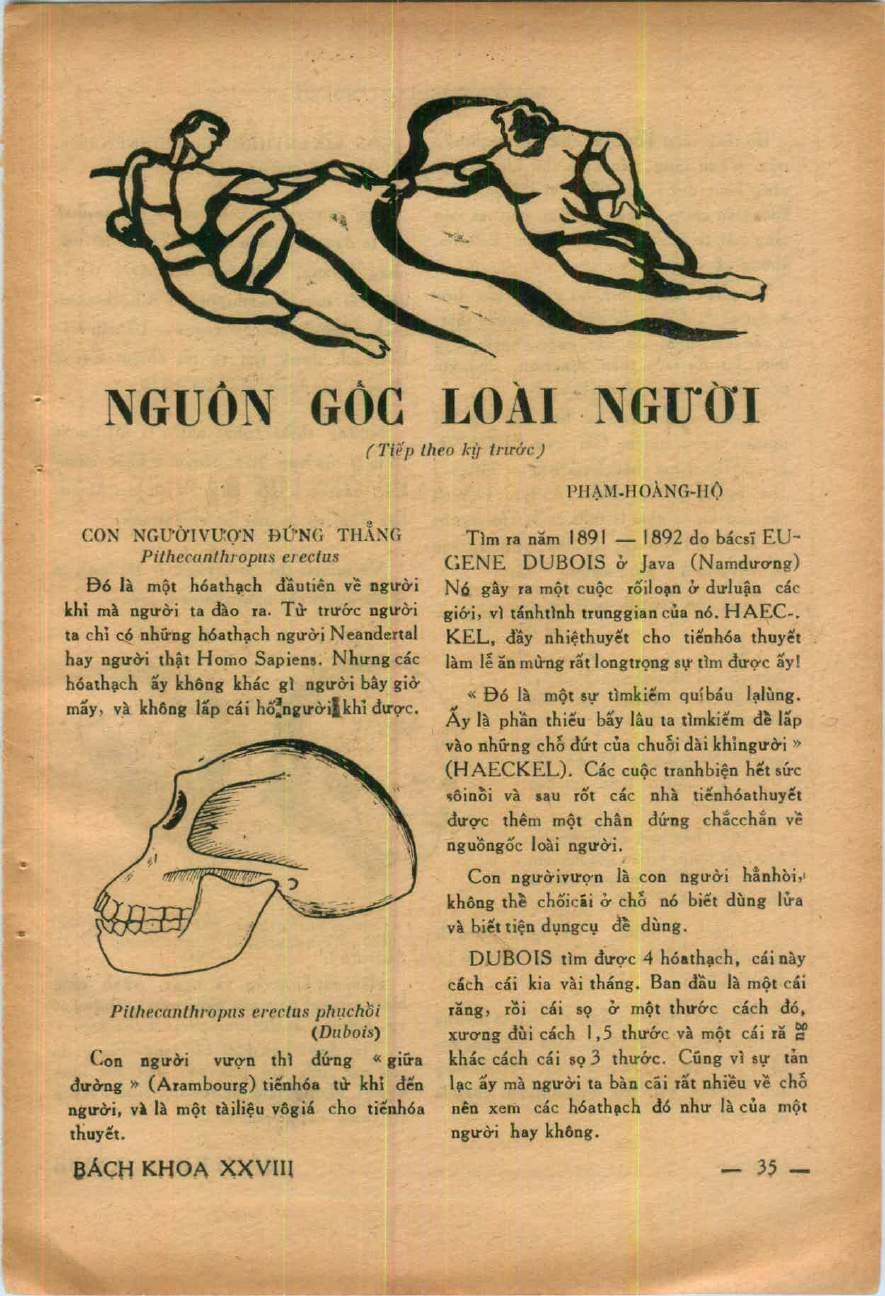 NGUỒN GỐC LOÀI NGƯỜI
(Tiếp theo kỳ trước)
PHẠM-HOÀNG-HỘ
CON NGƯỜIVƯỢN ĐỨNG THẲNG
Pithecanthropus erectus
Đó là một hóathạch đầutiên về người
khỉ mà người ta đào ra. Từ trước người
ta chỉ có những hóathạch người Neandertal
hay người thật Homo Sapiens. Nhưng các
hóathạch ấy không khác gì người bây giờ
mấy, và không lấp cái hố người khỉ được.
Pithecanthropus erectus phụchồi
(Dubois)
Con người vượn thì đứng « giữa
đường » (Arambourg) tiếnhóa từ khỉ đến
người, và là một tàiliệu vôgiá cho tiếnhóa
thuyết.
Tìm ra năm 1891 — 1892 do bácsĩ EU-
GENE DUBOIS ở Java (Namdương)
Nó gây ra một cuộc rốiloạn ở dưluận các
giới, vì tánhtình trunggian của nó. HAEC-
KEL, đầy nhiệthuyết cho tiếnhóa thuyết
làm lễ ăn mừng rất longtrọng sự tìm được ấy!
« Đó là một sự tìmkiếm quíbáu lạlùng.
Ấy là phần thiếu bấy lâu ta tìmkiếm để lấp
vào những chỗ đứt của chuỗi dài khỉngười »
(HAECKEL). Các cuộc tranhbiện hết sức
sôinổi và sau rốt các nhà tiếnhóathuyết
được thêm một chân đứng chắcchắn về
nguồngốc loài người.
Con ngườivượn là con người hẳnhòi,
không thể chốicãi ở chỗ nó biết dùng lửa
và biết tiện dụngcụ để dùng.
DUBOIS tìm được 4 hóathạch, cái này
cách cái kia vài tháng. Ban đầu là một cái
răng, rồi cái sọ ở một thước cách đó,
xương đùi cách 1,5 thước và một cái răng
khác cách cái sọ 3 thước. Cũng vì sự tản
lạc ấy mà người ta bàn cãi rất nhiều về chỗ
nên xem các hóathạch đó như là của một
người hay không.
BÁCH KHOA XXVIII
— 35 —